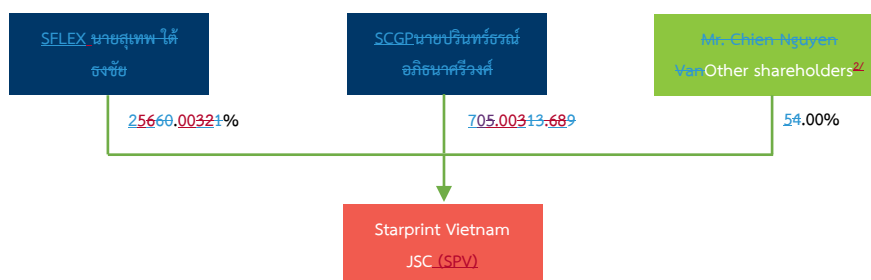 SFLEX นายสุเทพ ใต้
ธงชัย
SCGPนายปรินทร์ธรณ์
อภิธนาศรีวงศ์
Mr. Chien Nguyen
VanOther shareholders2/
25660.00321%
705.00313.689
54.00%
Starprint Vietnam
JSC (SPV)